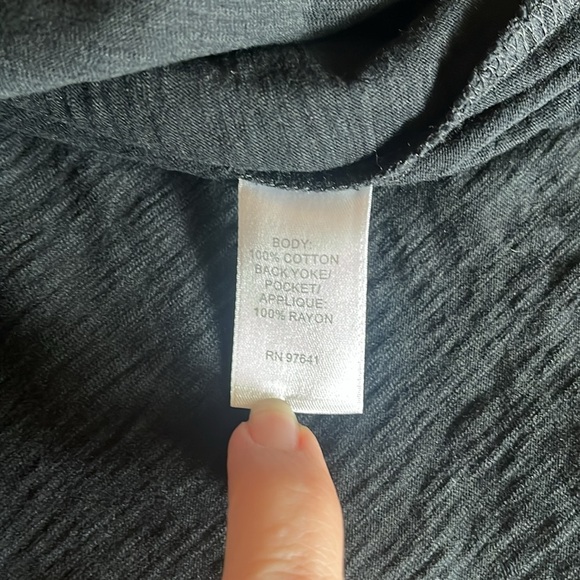 BODY:
100% COTTON
BACK YOKE/
POCKET/
APPLIQUE:
100% RAYON
RN 97641